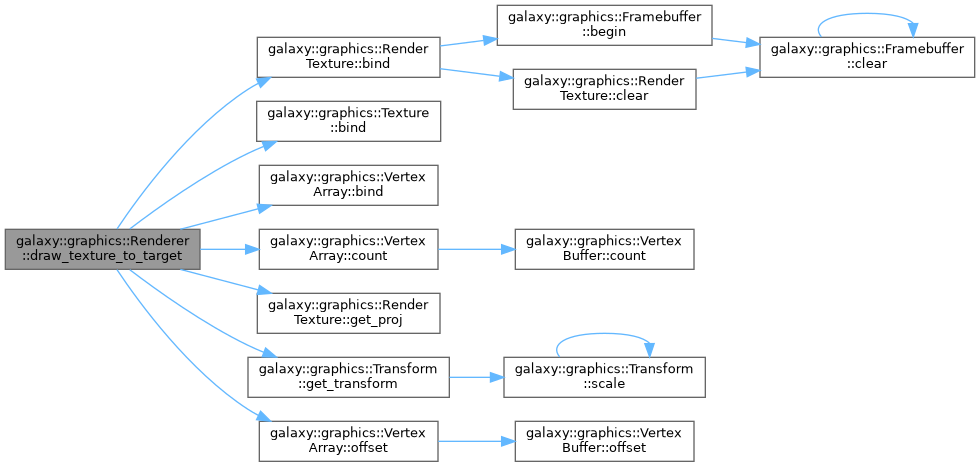 galaxy::graphics::Renderer
::draw_texture_to_target
galaxy::graphics::Render
Texture::bind
galaxy::graphics::Framebuffer
::begin
galaxy::graphics::Framebuffer
::clear
galaxy::graphics::Render
Texture::clear
galaxy::graphics::Texture
::bind
galaxy::graphics::Vertex
Array::bind
galaxy::graphics::Vertex
Array::count
galaxy::graphics::Vertex
Buffer::count
galaxy::graphics::Render
Texture::get_proj
galaxy::graphics::Transform
::get_transform
galaxy::graphics::Transform
::scale
galaxy::graphics::Vertex
Array::offset
galaxy::graphics::Vertex
Buffer::offset